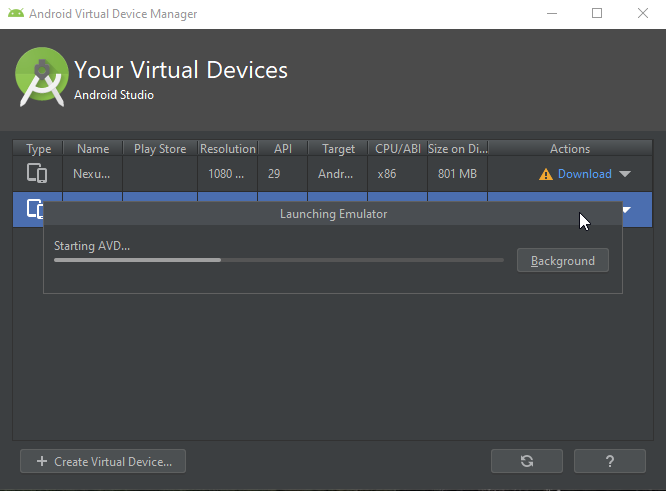 Android Virtual Device Manager
Your Virtual Devices
Android Studio
Type Name Play Store Resolution API Target CPU/ABI Size on Di... Actions
Nexu... 1080 ... 29 Andr... x86 801 MB Download
Launching Emulator
Starting AVD...
Background
+ Create Virtual Device...
?